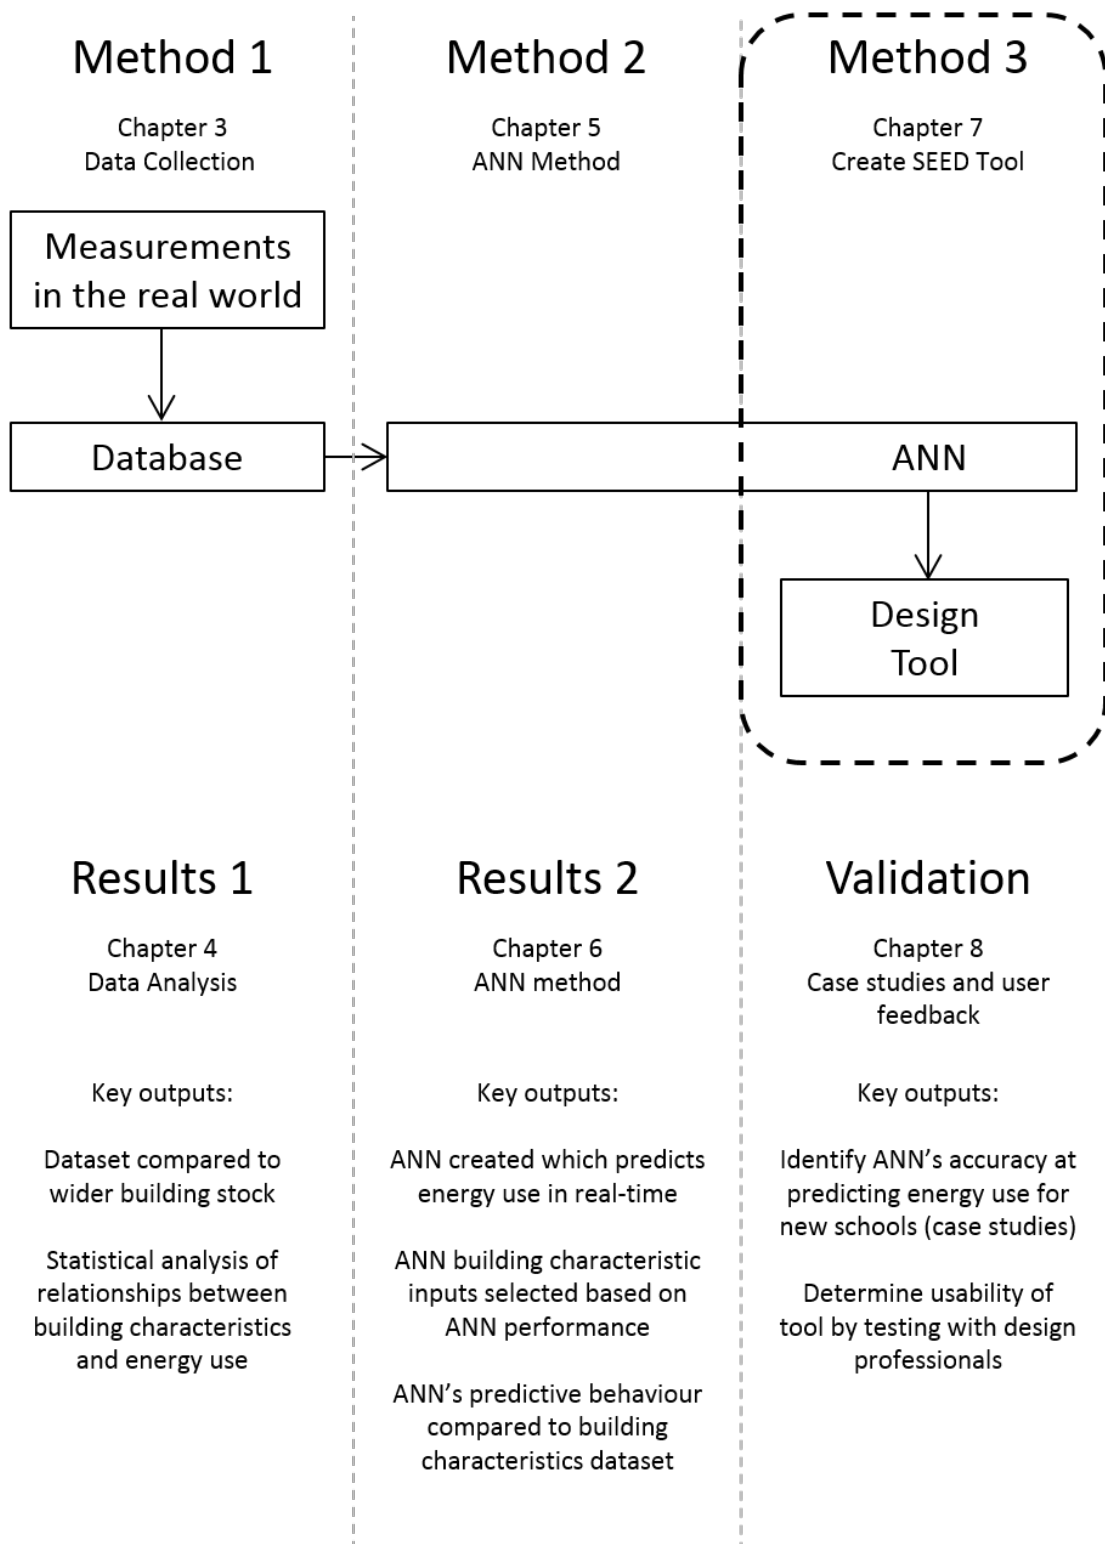 Method 1
Chapter 3
Data Collection
Measurements
in the real world
Database
Method 2
Chapter 5
ANN Method
Method 3
Chapter 7
Create SEED Tool
ANN
Design
Tool
Results 1
Chapter 4
Data Analysis
Key outputs:
Dataset compared to
wider building stock
Statistical analysis of
relationships between
building characteristics
and energy use
Results 2
Chapter 6
ANN method
Key outputs:
ANN created which predicts
energy use in real-time
ANN building characteristic
inputs selected based on
ANN performance
ANN’s predictive behaviour
compared to building
characteristics dataset
Validation
Chapter 8
Case studies and user
feedback
Key outputs:
Identify ANN’s accuracy at
predicting energy use for
new schools (case studies)
Determine usability of
tool by testing with design
professionals